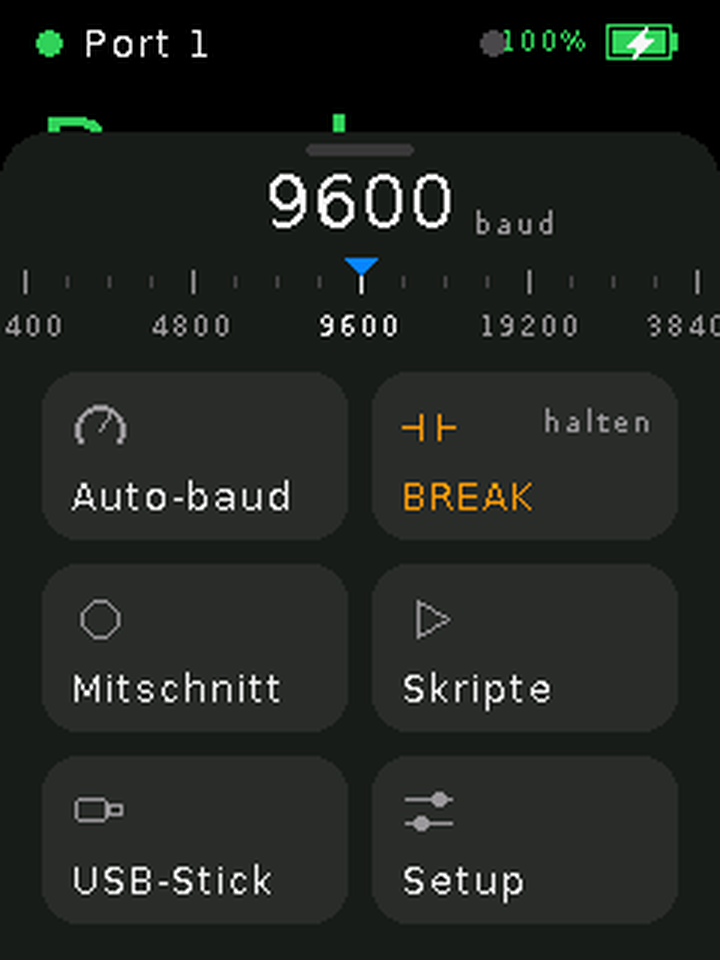 Port 1 100%
9600 baud
400 4800 9600 19200 3840
Auto-baud
halten
BREAK
Mitschnitt
Skripte
USB-Stick
Setup